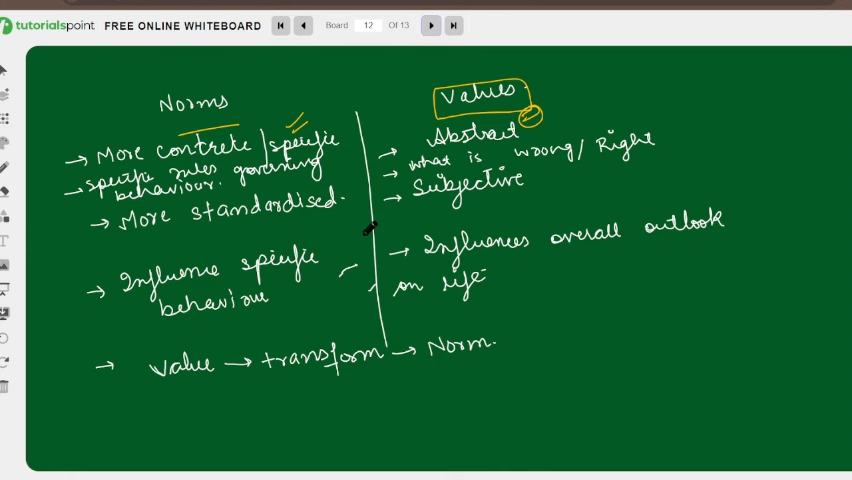 tutorialspoint FREE ONLINE WHITEBOARD Board 12 Of 13
Norms
→ More concrete / specific
→ specific rules governing
behaviour.
→ More standardised.
→ Influence specific
behaviour
Values.
→ Abstract
→ what is wrong / Right
→ Subjective
→ Influences overall outlook
on life
→ Value → transform → Norm.